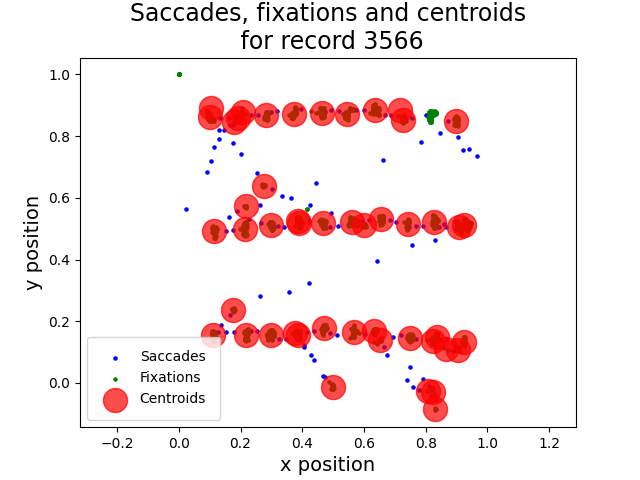 Saccades, fixations and centroids
for record 3566
y position
1.0
0.8
0.6
0.4
0.2
0.0
Saccades
Fixations
Centroids
−0.2
0.0
0.2
0.4
0.6
0.8
1.0
1.2
x position